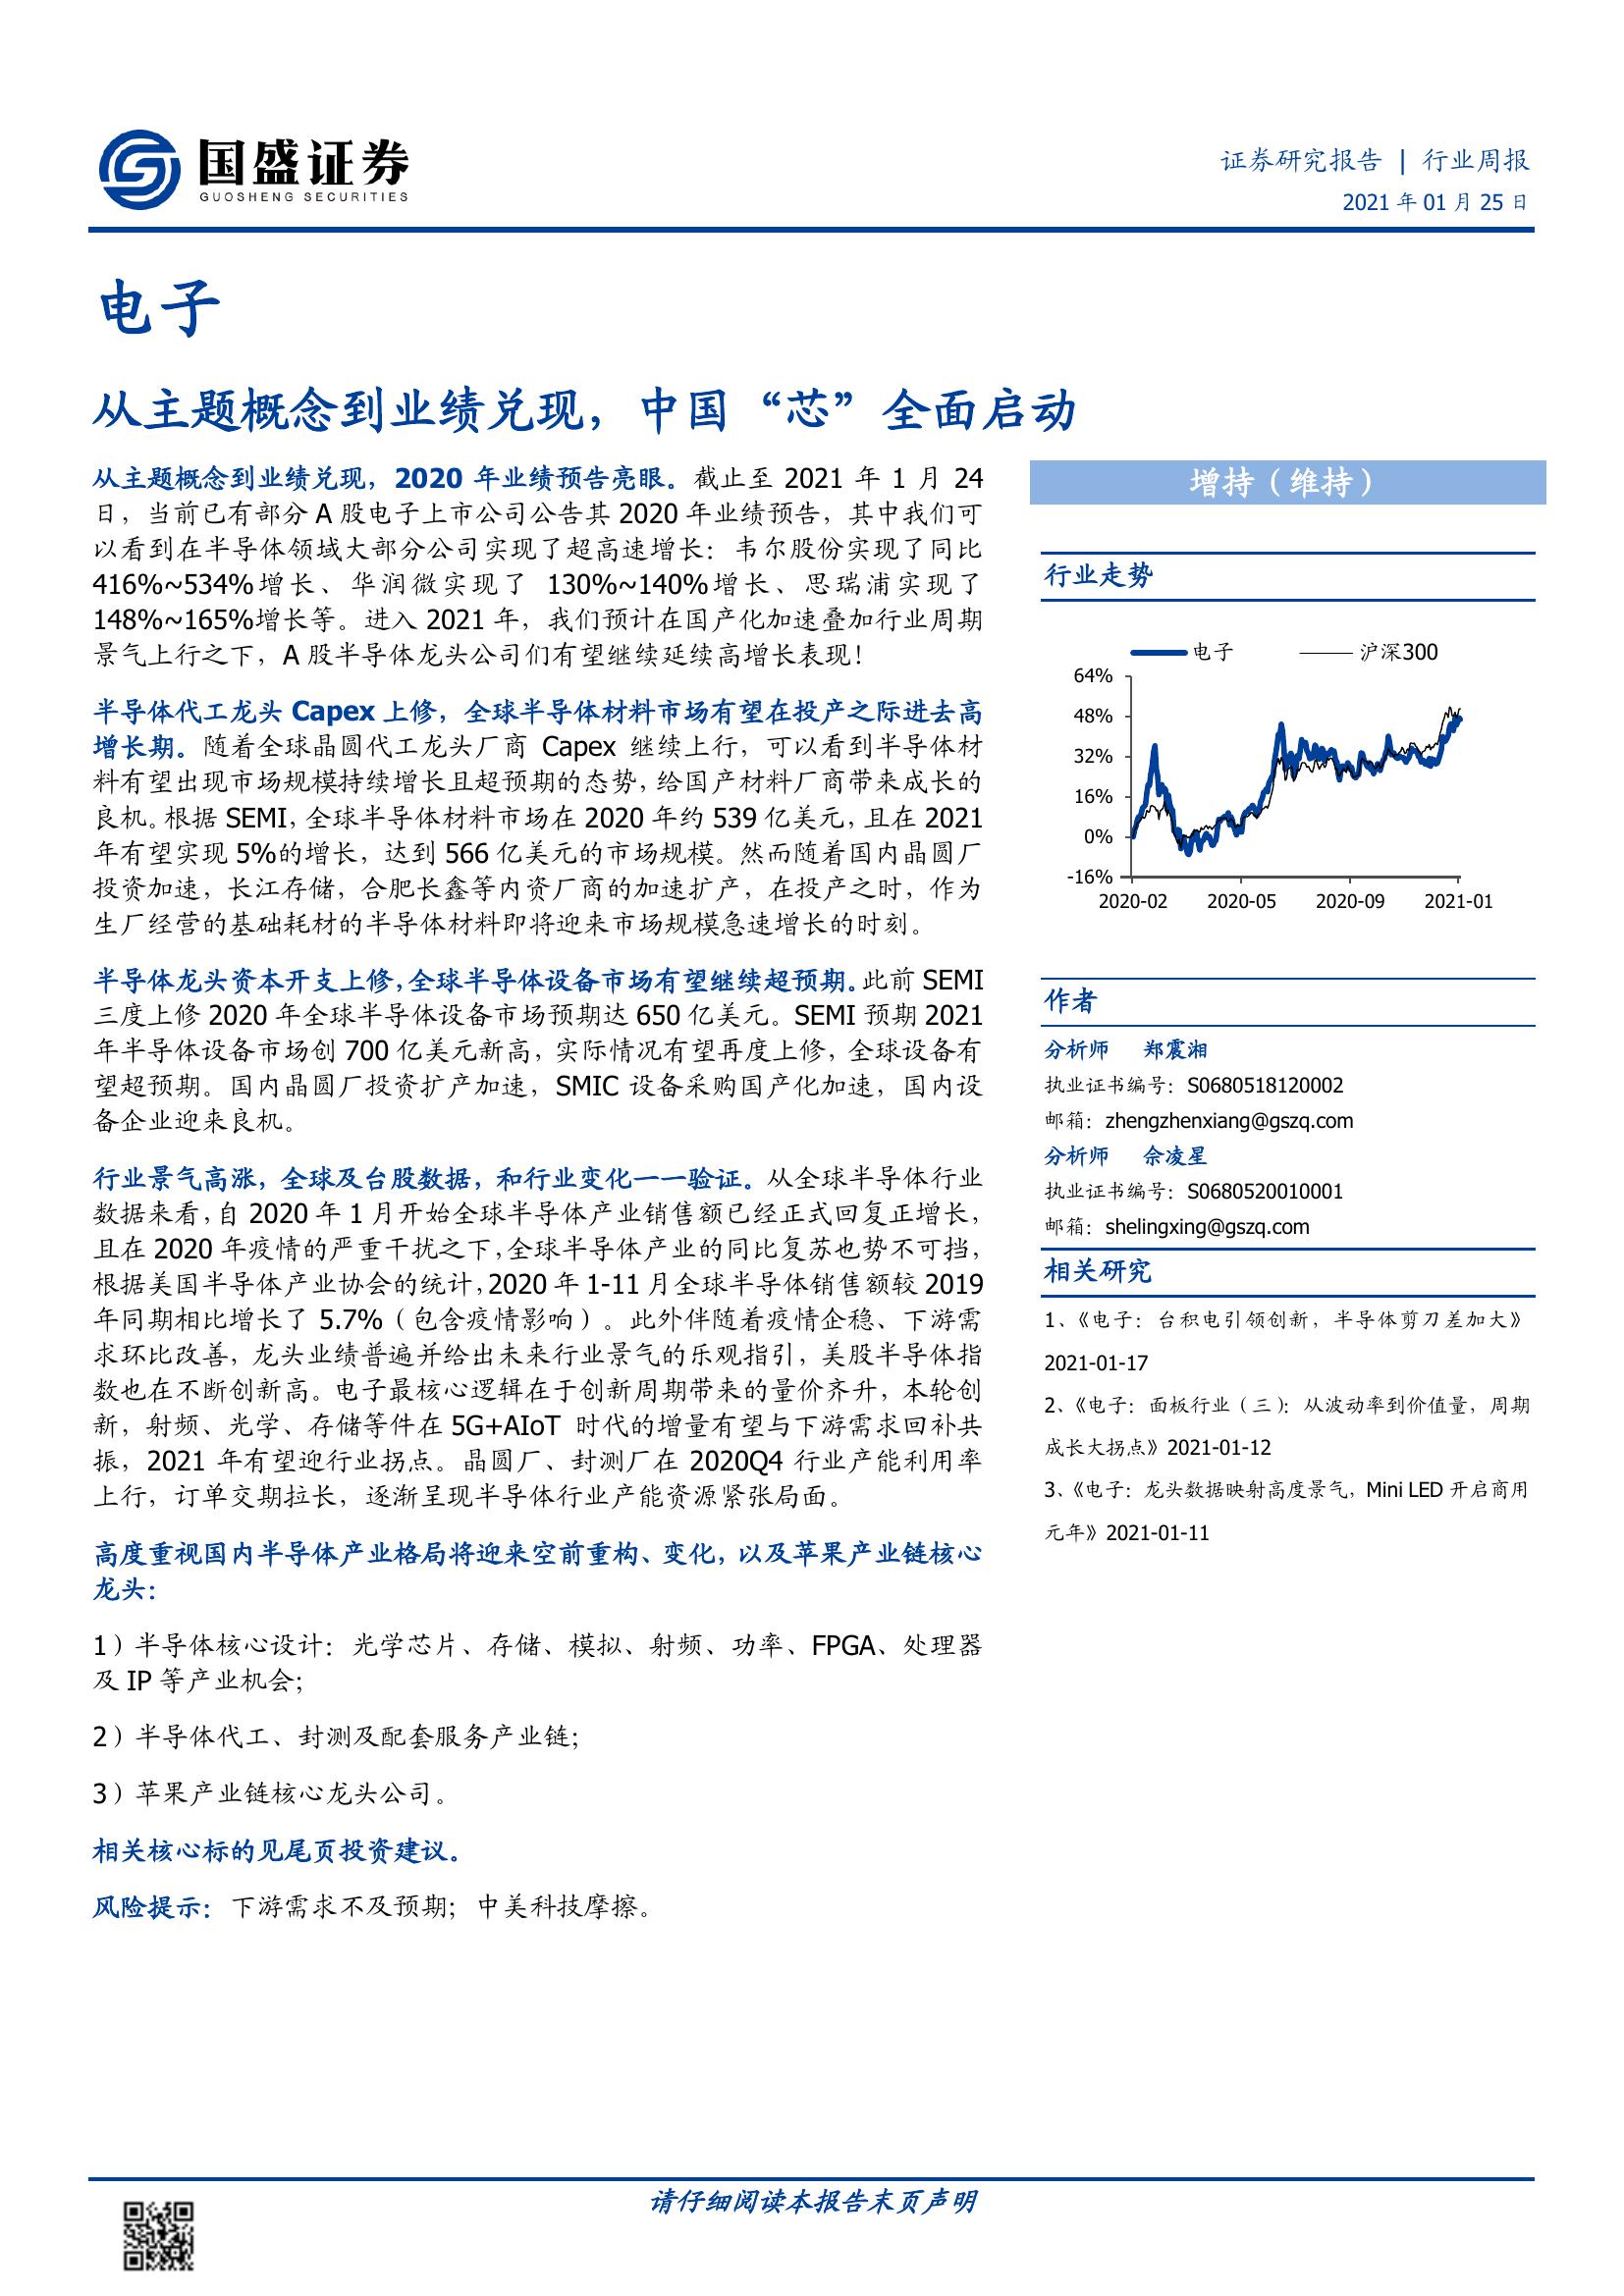 国盛证券
GUOSHENG SECURITIES
证券研究报告 | 行业周报
2021 年 01 月 25 日
电子
从主题概念到业绩兑现，中国“芯”全面启动
从主题概念到业绩兑现，2020 年业绩预告亮眼。截止至 2021 年 1 月 24
日，当前已有部分 A 股电子上市公司公告其 2020 年业绩预告，其中我们可
以看到在半导体领域大部分公司实现了超高速增长：韦尔股份实现了同比
416%~534%增长、华润微实现了 130%~140%增长、思瑞浦实现了
148%~165%增长等。进入 2021 年，我们预计在国产化加速叠加行业周期
景气上行之下，A 股半导体龙头公司们有望继续延续高增长表现！
半导体代工龙头 Capex 上修，全球半导体材料市场有望在投产之际进去高
增长期。随着全球晶圆代工龙头厂商 Capex 继续上行，可以看到半导体材
料有望出现市场规模持续增长且超预期的态势，给国产材料厂商带来成长的
良机。根据 SEMI，全球半导体材料市场在 2020 年约 539 亿美元，且在 2021
年有望实现 5%的增长，达到 566 亿美元的市场规模。然而随着国内晶圆厂
投资加速，长江存储，合肥长鑫等内资厂商的加速扩产，在投产之时，作为
生厂经营的基础耗材的半导体材料即将迎来市场规模急速增长的时刻。
半导体龙头资本开支上修，全球半导体设备市场有望继续超预期。此前 SEMI
三度上修 2020 年全球半导体设备市场预期达 650 亿美元。SEMI 预期 2021
年半导体设备市场创 700 亿美元新高，实际情况有望再度上修，全球设备有
望超预期。国内晶圆厂投资扩产加速，SMIC 设备采购国产化加速，国内设
备企业迎来良机。
行业景气高涨，全球及台股数据，和行业变化一一验证。从全球半导体行业
数据来看，自 2020 年 1 月开始全球半导体产业销售额已经正式回复正增长，
且在 2020 年疫情的严重干扰之下，全球半导体产业的同比复苏也势不可挡，
根据美国半导体产业协会的统计，2020 年 1-11 月全球半导体销售额较 2019
年同期相比增长了 5.7%（包含疫情影响）。此外伴随着疫情企稳、下游需
求环比改善，龙头业绩普遍并给出未来行业景气的乐观指引，美股半导体指
数也在不断创新高。电子最核心逻辑在于创新周期带来的量价齐升，本轮创
新，射频、光学、存储等件在 5G+AIoT 时代的增量有望与下游需求回补共
振，2021 年有望迎行业拐点。晶圆厂、封测厂在 2020Q4 行业产能利用率
上行，订单交期拉长，逐渐呈现半导体行业产能资源紧张局面。
高度重视国内半导体产业格局将迎来空前重构、变化，以及苹果产业链核心
龙头：
1）半导体核心设计：光学芯片、存储、模拟、射频、功率、FPGA、处理器
及 IP 等产业机会；
2）半导体代工、封测及配套服务产业链；
3）苹果产业链核心龙头公司。
相关核心标的见尾页投资建议。
风险提示：下游需求不及预期；中美科技摩擦。
增持（维持）
行业走势
电子 沪深300
64%
48%
32%
16%
0%
-16%
2020-02 2020-05 2020-09 2021-01
作者
分析师 郑震湘
执业证书编号：S0680518120002
邮箱：zhengzhenxiang@gszq.com
分析师 佘凌星
执业证书编号：S0680520010001
邮箱：shelingxing@gszq.com
相关研究
1、《电子：台积电引领创新，半导体剪刀差加大》
2021-01-17
2、《电子：面板行业（三）：从波动率到价值量，周期
成长大拐点》2021-01-12
3、《电子：龙头数据映射高度景气，Mini LED 开启商用
元年》2021-01-11
请仔细阅读本报告末页声明